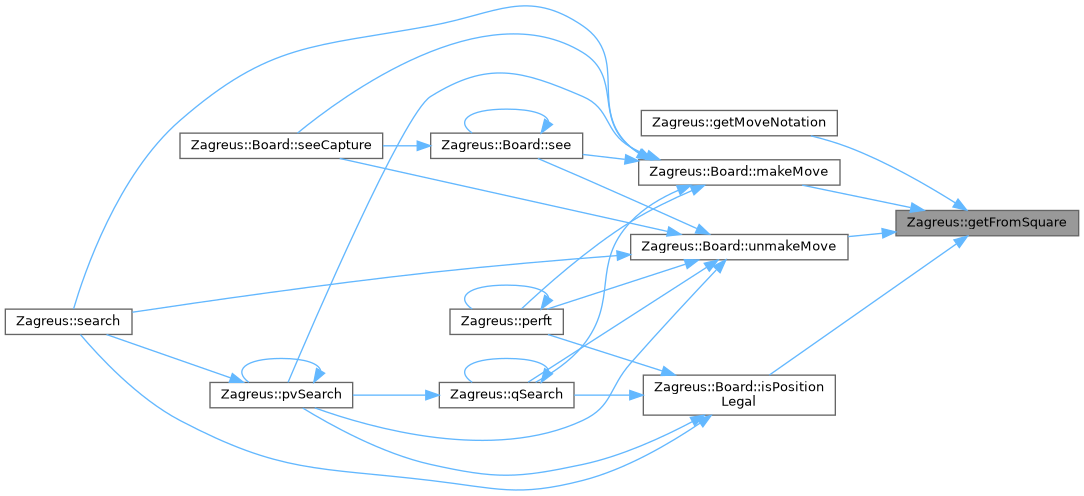 Zagreus::getMoveNotation
Zagreus::Board::seeCapture
Zagreus::Board::see
Zagreus::Board::makeMove
Zagreus::getFromSquare
Zagreus::Board::unmakeMove
Zagreus::search
Zagreus::perft
Zagreus::pvSearch
Zagreus::qSearch
Zagreus::Board::isPosition
Legal